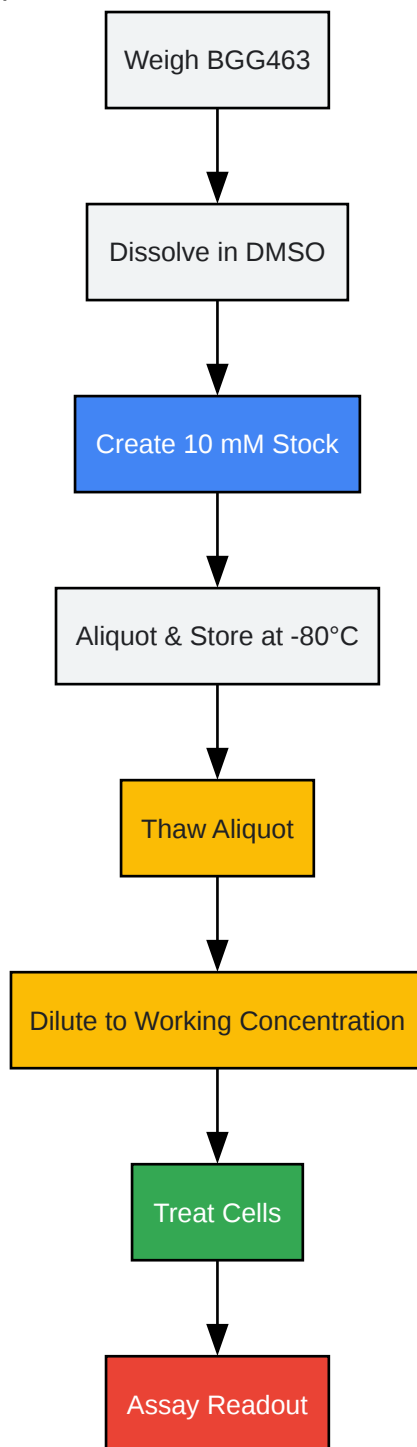 Weigh BGG463
Dissolve in DMSO
Create 10 mM Stock
Aliquot & Store at -80°C
Thaw Aliquot
Dilute to Working Concentration
Treat Cells
Assay Readout